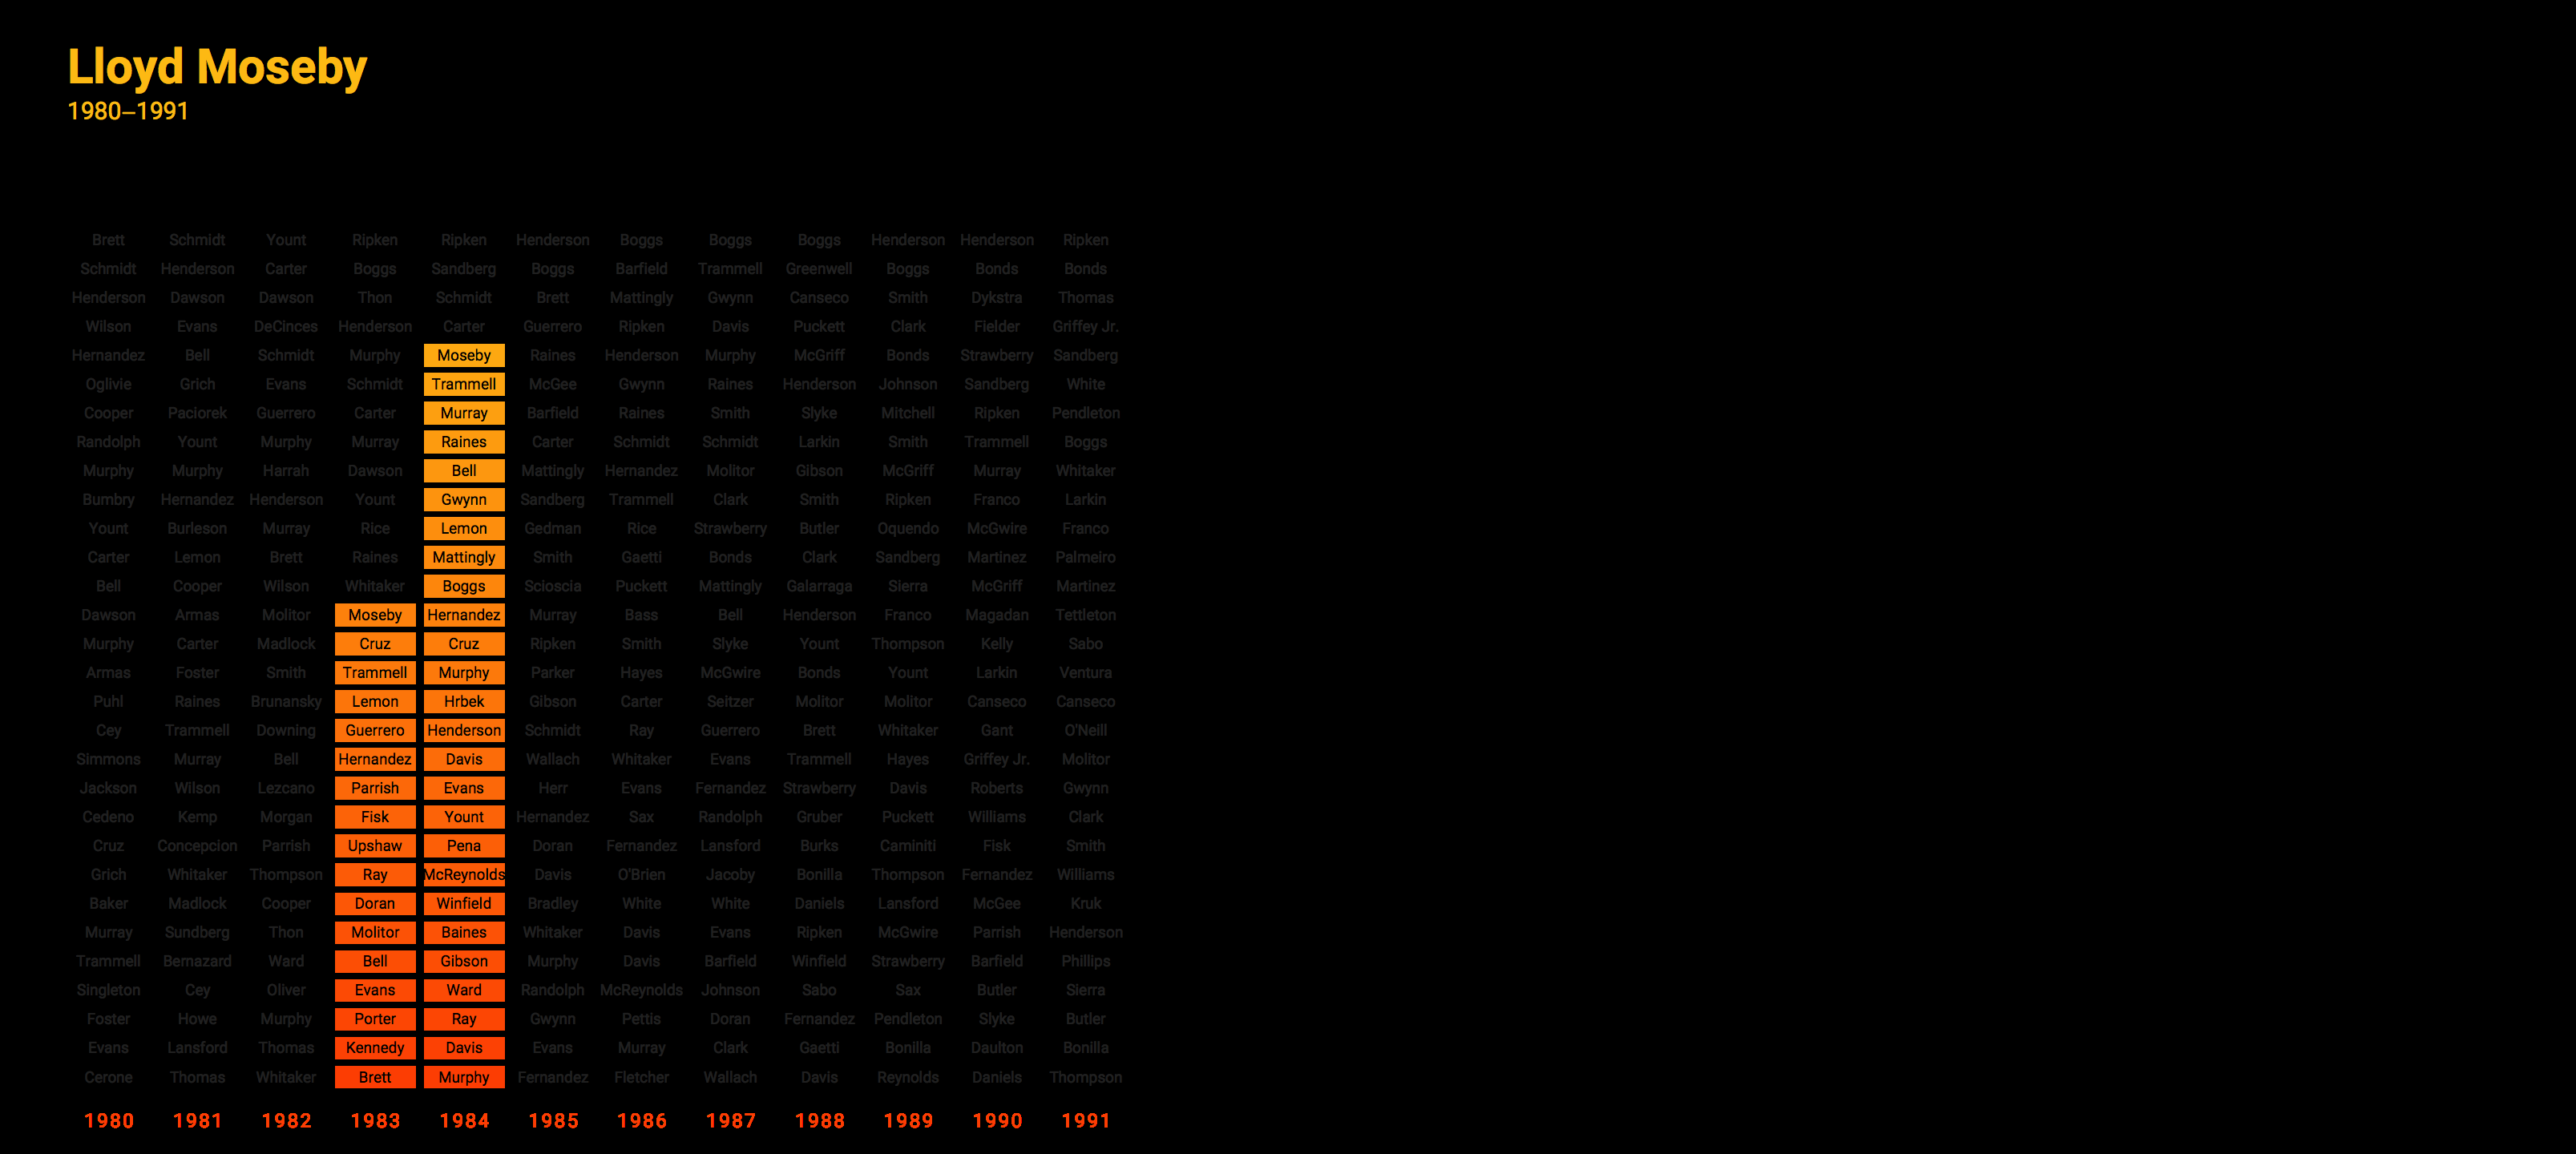 Lloyd Moseby
1980–1991
Brett Schmidt Yount Ripken Ripken Henderson Boggs Boggs Boggs Henderson Henderson Ripken
Schmidt Henderson Carter Boggs Sandberg Boggs Barfield Trammell Greenwell Boggs Bonds Bonds
Henderson Dawson Dawson Thon Schmidt Brett Mattingly Gwynn Canseco Smith Dykstra Thomas
Wilson Evans DeCinces Henderson Carter Guerrero Ripken Davis Puckett Clark Fielder Griffey Jr.
Hernandez Bell Schmidt Murphy Moseby Raines Henderson Murphy McGriff Bonds Strawberry Sandberg
Oglivie Grich Evans Schmidt Trammell McGee Gwynn Raines Henderson Johnson Sandberg White
Cooper Paciorek Guerrero Carter Murray Barfield Raines Smith Slyke Mitchell Ripken Pendleton
Randolph Yount Murphy Murray Raines Carter Schmidt Schmidt Larkin Smith Trammell Boggs
Murphy Murphy Harrah Dawson Bell Mattingly Hernandez Molitor Gibson McGriff Murray Whitaker
Bumbry Hernandez Henderson Yount Gwynn Sandberg Trammell Clark Smith Ripken Franco Larkin
Yount Burleson Murray Rice Lemon Gedman Rice Strawberry Butler Oquendo McGwire Franco
Carter Lemon Brett Raines Mattingly Smith Gaetti Bonds Clark Sandberg Martinez Palmeiro
Bell Cooper Wilson Whitaker Boggs Scioscia Puckett Mattingly Galarraga Sierra McGriff Martinez
Dawson Armas Molitor Moseby Hernandez Murray Bass Bell Henderson Franco Magadan Tettleton
Murphy Carter Madlock Cruz Cruz Ripken Smith Slyke Yount Thompson Kelly Sabo
Armas Foster Smith Trammell Murphy Parker Hayes McGwire Bonds Yount Larkin Ventura
Puhl Raines Brunansky Lemon Hrbek Gibson Carter Seitzer Molitor Molitor Canseco Canseco
Cey Trammell Downing Guerrero Henderson Schmidt Ray Guerrero Brett Whitaker Gant O'Neill
Simmons Murray Bell Hernandez Davis Wallach Whitaker Evans Trammell Hayes Griffey Jr. Molitor
Jackson Wilson Lezcano Parrish Evans Herr Evans Fernandez Strawberry Davis Roberts Gwynn
Cedeno Kemp Morgan Fisk Yount Hernandez Sax Randolph Gruber Puckett Williams Clark
Cruz Concepcion Parrish Upshaw Pena Doran Fernandez Lansford Burks Caminiti Fisk Smith
Grich Whitaker Thompson Ray McReynolds Davis O'Brien Jacoby Bonilla Thompson Fernandez Williams
Baker Madlock Cooper Doran Winfield Bradley White White Daniels Lansford McGee Kruk
Murray Sundberg Thon Molitor Baines Whitaker Davis Evans Ripken McGwire Parrish Henderson
Trammell Bernazard Ward Bell Gibson Murphy Davis Barfield Winfield Strawberry Barfield Phillips
Singleton Cey Oliver Evans Ward Randolph McReynolds Johnson Sabo Sax Butler Sierra
Foster Howe Murphy Porter Ray Gwynn Pettis Doran Fernandez Pendleton Slyke Butler
Evans Lansford Thomas Kennedy Davis Evans Murray Clark Gaetti Bonilla Daulton Bonilla
Cerone Thomas Whitaker Brett Murphy Fernandez Fletcher Wallach Davis Reynolds Daniels Thompson
1980 1981 1982 1983 1984 1985 1986 1987 1988 1989 1990 1991